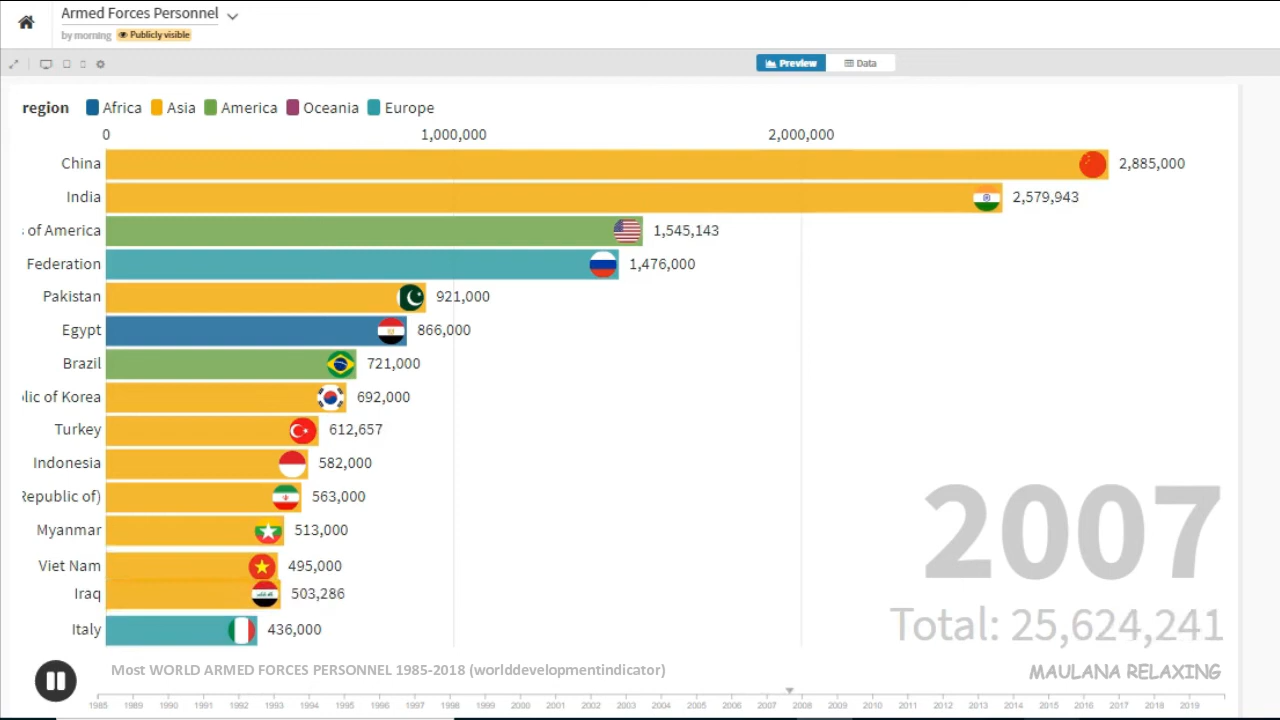 Armed Forces Personnel
by morning Publicly visible
Preview Data
region Africa Asia America Oceania Europe
0 1,000,000 2,000,000
China 2,885,000
India 2,579,943
of America 1,545,143
Federation 1,476,000
Pakistan 921,000
Egypt 866,000
Brazil 721,000
lic of Korea 692,000
Turkey 612,657
Indonesia 582,000
Republic of) 563,000
Myanmar 513,000
Viet Nam 495,000
Iraq 503,286
Italy 436,000
2007
Total: 25,624,241
Most WORLD ARMED FORCES PERSONNEL 1985-2018 (worlddevelopmentindicator)
MAULANA RELAXING
1985 1989 1990 1991 1992 1993 1994 1995 1996 1997 1998 1999 2000 2001 2002 2003 2004 2005 2006 2007 2008 2009 2010 2011 2012 2013 2014 2015 2016 2017 2018 2019